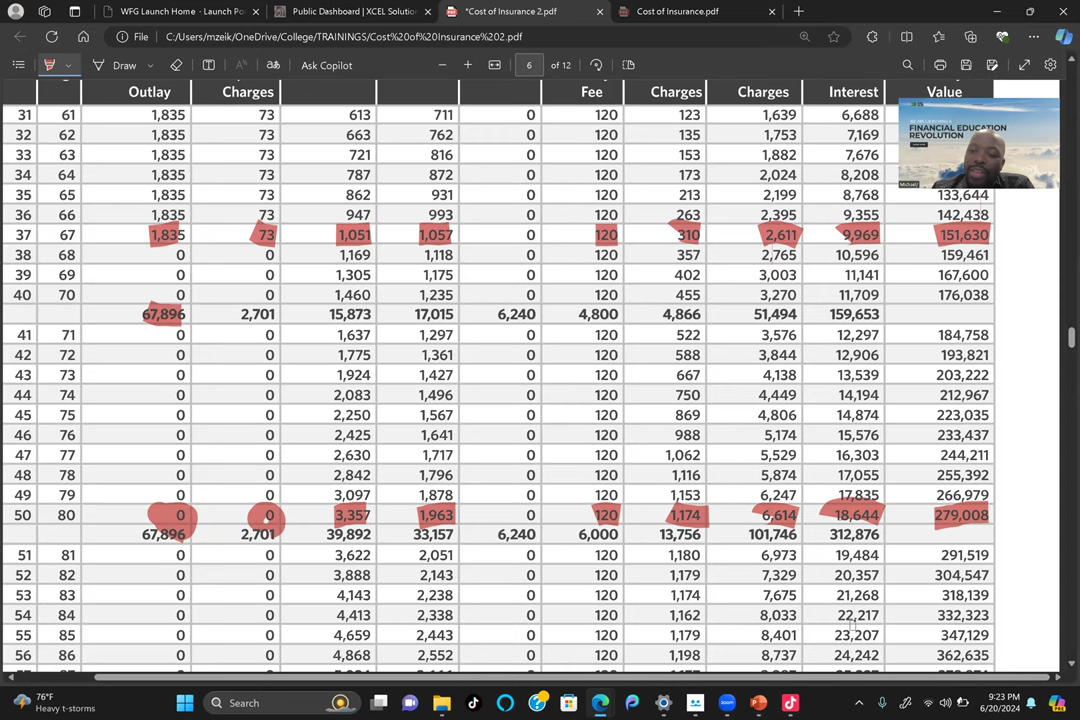 WFG Launch Home - Launch Po
Public Dashboard | XCEL Solution
*Cost of Insurance 2.pdf
Cost of Insurance.pdf
File C:/Users/mzeik/OneDrive/College/TRAININGS/Cost%20of%20Insurance%202.pdf
Draw Ask Copilot 6 of 12
Outlay Charges Fee Charges Charges Interest Value
31 61 1,835 73 613 711 0 120 123 1,639 6,688
32 62 1,835 73 663 762 0 120 135 1,753 7,169
33 63 1,835 73 721 816 0 120 153 1,882 7,676
34 64 1,835 73 787 872 0 120 173 2,024 8,208
35 65 1,835 73 862 931 0 120 213 2,199 8,768 133,644
36 66 1,835 73 947 993 0 120 263 2,395 9,355 142,438
37 67 1,835 73 1,051 1,057 0 120 310 2,611 9,969 151,630
38 68 0 0 1,169 1,118 0 120 357 2,765 10,596 159,461
39 69 0 0 1,305 1,175 0 120 402 3,003 11,141 167,600
40 70 0 0 1,460 1,235 0 120 455 3,270 11,709 176,038
67,896 2,701 15,873 17,015 6,240 4,800 4,866 51,494 159,653
41 71 0 0 1,637 1,297 0 120 522 3,576 12,297 184,758
42 72 0 0 1,775 1,361 0 120 588 3,844 12,906 193,821
43 73 0 0 1,924 1,427 0 120 667 4,138 13,539 203,222
44 74 0 0 2,083 1,496 0 120 750 4,449 14,194 212,967
45 75 0 0 2,250 1,567 0 120 869 4,806 14,874 223,035
46 76 0 0 2,425 1,641 0 120 988 5,174 15,576 233,437
47 77 0 0 2,630 1,717 0 120 1,062 5,529 16,303 244,211
48 78 0 0 2,842 1,796 0 120 1,116 5,874 17,055 255,392
49 79 0 0 3,097 1,878 0 120 1,153 6,247 17,835 266,979
50 80 0 0 3,357 1,963 0 120 1,174 6,614 18,644 279,008
67,896 2,701 39,892 33,157 6,240 6,000 13,756 101,746 312,876
51 81 0 0 3,622 2,051 0 120 1,180 6,973 19,484 291,519
52 82 0 0 3,888 2,143 0 120 1,179 7,329 20,357 304,547
53 83 0 0 4,143 2,238 0 120 1,174 7,675 21,268 318,139
54 84 0 0 4,413 2,338 0 120 1,162 8,033 22,217 332,323
55 85 0 0 4,659 2,443 0 120 1,179 8,401 23,207 347,129
56 86 0 0 4,868 2,552 0 120 1,198 8,737 24,242 362,635
FINANCIAL EDUCATION
REVOLUTION
Michael
76°F
Heavy t-storms
Search
9:23 PM
6/20/2024